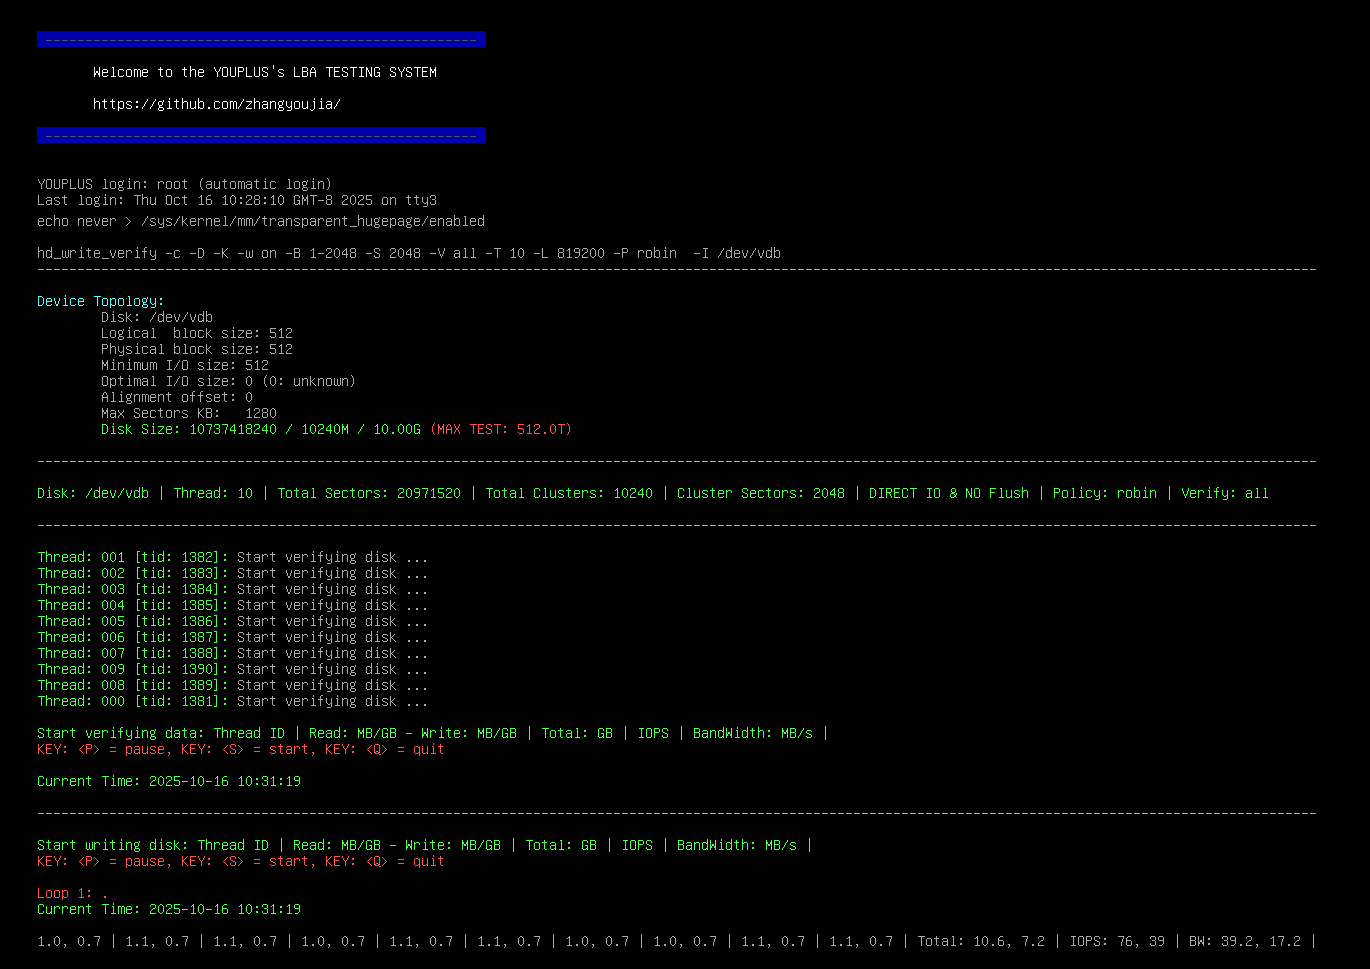 ------------------------------------------------------
Welcome to the YOUPLUS's LBA TESTING SYSTEM
https://github.com/zhangyoujia/
------------------------------------------------------
YOUPLUS login: root (automatic login)
Last login: Thu Oct 16 10:28:10 GMT-8 2025 on tty3
echo never > /sys/kernel/mm/transparent_hugepage/enabled
hd_write_verify -c -D -K -w on -B 1-2048 -S 2048 -V all -T 10 -L 819200 -P robin  -I /dev/vdb
----------------------------------------------------------------------------------------------------------------------------------------------------------------
Device Topology:
Disk: /dev/vdb
Logical  block size: 512
Physical block size: 512
Minimum I/O size: 512
Optimal I/O size: 0 (0: unknown)
Alignment offset: 0
Max Sectors KB:   1280
Disk Size: 10737418240 / 10240M / 10.00G (MAX TEST: 512.0T)
----------------------------------------------------------------------------------------------------------------------------------------------------------------
Disk: /dev/vdb | Thread: 10 | Total Sectors: 20971520 | Total Clusters: 10240 | Cluster Sectors: 2048 | DIRECT IO & NO Flush | Policy: robin | Verify: all
----------------------------------------------------------------------------------------------------------------------------------------------------------------
Thread: 001 [tid: 1382]: Start verifying disk ...
Thread: 002 [tid: 1383]: Start verifying disk ...
Thread: 003 [tid: 1384]: Start verifying disk ...
Thread: 004 [tid: 1385]: Start verifying disk ...
Thread: 005 [tid: 1386]: Start verifying disk ...
Thread: 006 [tid: 1387]: Start verifying disk ...
Thread: 007 [tid: 1388]: Start verifying disk ...
Thread: 009 [tid: 1390]: Start verifying disk ...
Thread: 008 [tid: 1389]: Start verifying disk ...
Thread: 000 [tid: 1381]: Start verifying disk ...
Start verifying data: Thread ID | Read: MB/GB - Write: MB/GB | Total: GB | IOPS | BandWidth: MB/s |
KEY: <P> = pause, KEY: <S> = start, KEY: <Q> = quit
Current Time: 2025-10-16 10:31:19
----------------------------------------------------------------------------------------------------------------------------------------------------------------
Start writing disk: Thread ID | Read: MB/GB - Write: MB/GB | Total: GB | IOPS | BandWidth: MB/s |
KEY: <P> = pause, KEY: <S> = start, KEY: <Q> = quit
Loop 1: .
Current Time: 2025-10-16 10:31:19
1.0, 0.7 | 1.1, 0.7 | 1.1, 0.7 | 1.0, 0.7 | 1.1, 0.7 | 1.1, 0.7 | 1.0, 0.7 | 1.0, 0.7 | 1.1, 0.7 | 1.1, 0.7 | Total: 10.6, 7.2 | IOPS: 76, 39 | BW: 39.2, 17.2 |